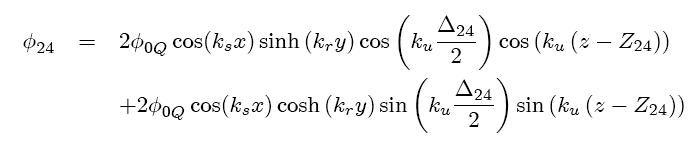 ϕ₂₄ = 2ϕ₀Q cos(kₛx) sinh (kᵣy) cos (kᵤ Δ₂₄/2) cos (kᵤ (z − Z₂₄))
+2ϕ₀Q cos(kₛx) cosh (kᵣy) sin (kᵤ Δ₂₄/2) sin (kᵤ (z − Z₂₄))